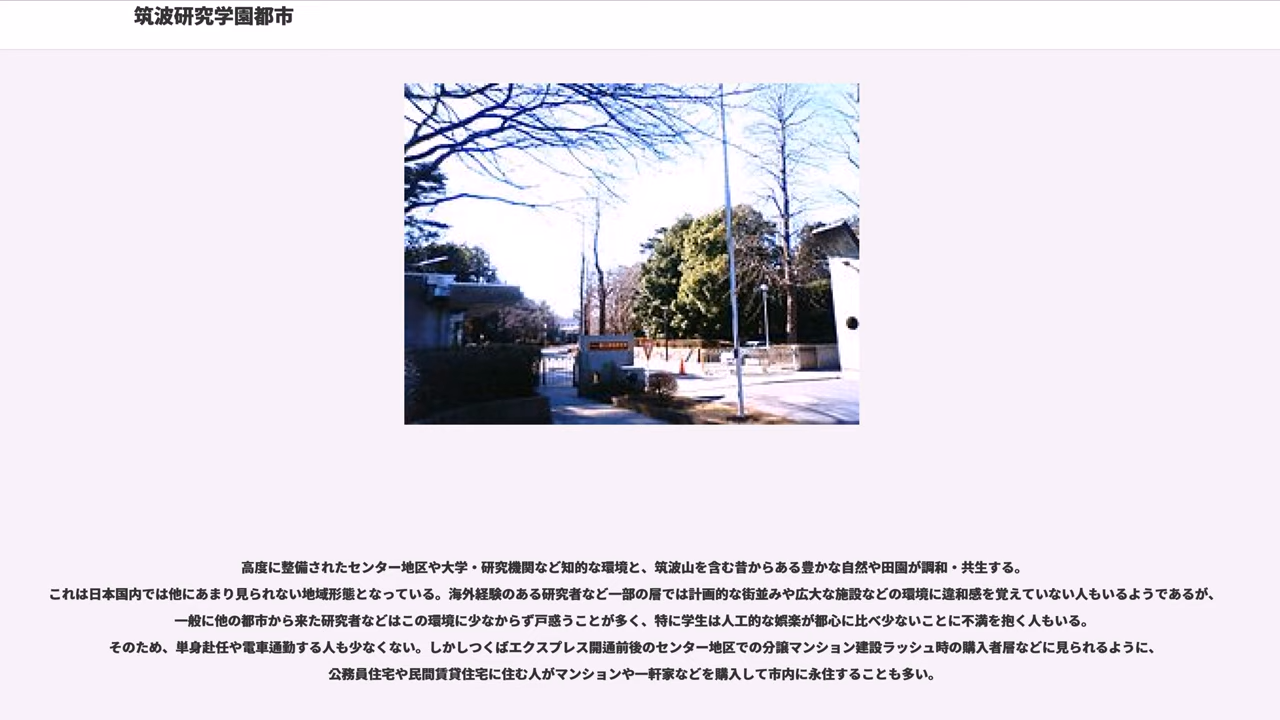 筑波研究学園都市
高度に整備されたセンター地区や大学・研究機関など知的な環境と、筑波山を含む昔からある豊かな自然や田園が調和・共生する。
これは日本国内では他にあまり見られない地域形態となっている。海外経験のある研究者など一部の層では計画的な街並みや広大な施設などの環境に違和感を覚えていない人もいるようであるが、
一般に他の都市から来た研究者などはこの環境に少なからず戸惑うことが多く、特に学生は人工的な娯楽が都心に比べ少ないことに不満を抱く人もいる。
そのため、単身赴任や電車通勤する人も少なくない。しかしつくばエクスプレス開通前後のセンター地区での分譲マンション建設ラッシュ時の購入者層などに見られるように、
公務員住宅や民間賃貸住宅に住む人がマンションや一軒家などを購入して市内に永住することも多い。